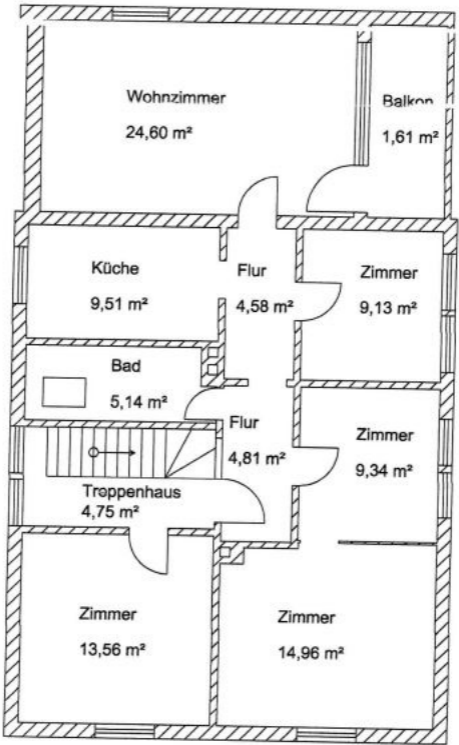 Wohnzimmer
24,60 m²
Balkon
1,61 m²
Küche
9,51 m²
Flur
4,58 m²
Zimmer
9,13 m²
Bad
5,14 m²
Flur
4,81 m²
Zimmer
9,34 m²
Treppenhaus
4,75 m²
Zimmer
13,56 m²
Zimmer
14,96 m²